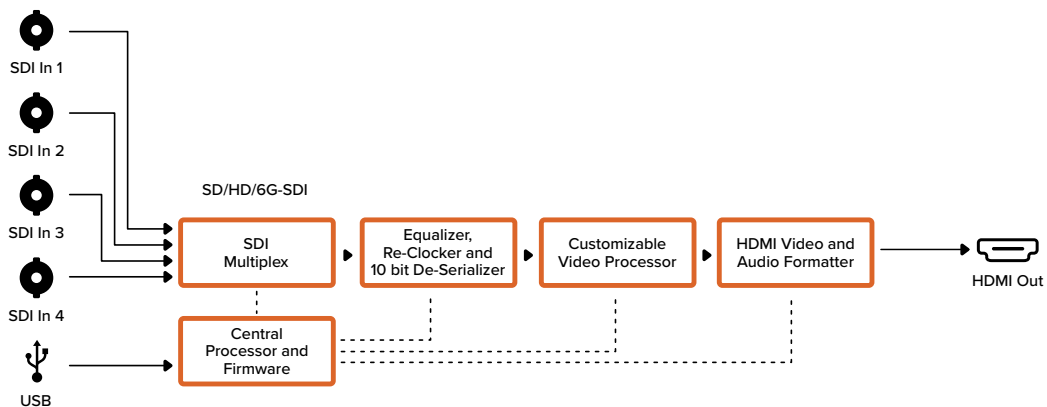 SDI In 1
SDI In 2
SDI In 3
SDI In 4
USB
SD/HD/6G-SDI
SDI
Multiplex
Equalizer,
Re-Clocker and
10 bit De-Serializer
Customizable
Video Processor
HDMI Video and
Audio Formatter
HDMI Out
Central
Processor and
Firmware